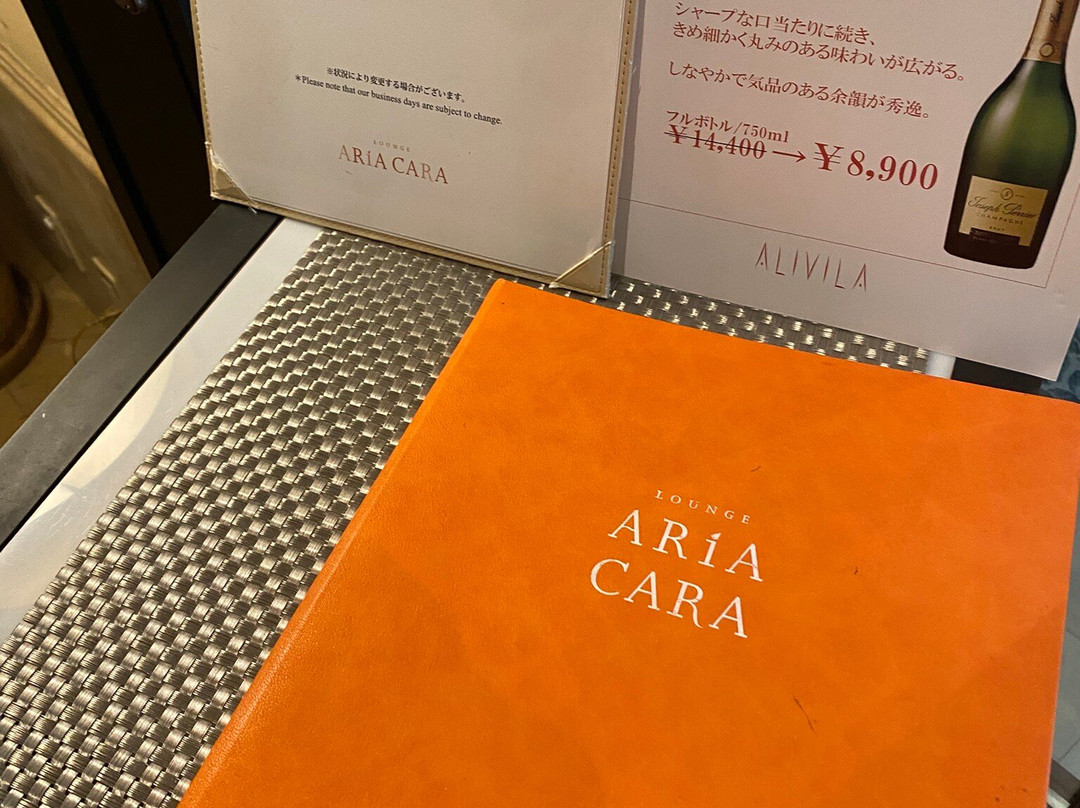 ※状況により変更する場合がございます。
＊Please note that our business days are subject to change.
LOUNGE
ARiA CARA
シャープな口当たりに続き、
きめ細かく丸みのある味わいが広がる。
しなやかで気品のある余韻が秀逸。
フルボトル/750ml
￥14,400→￥8,900
Joseph Perrier
CHAMPAGNE
BRUT
ALIVILA
LOUNGE
ARiA
CARA